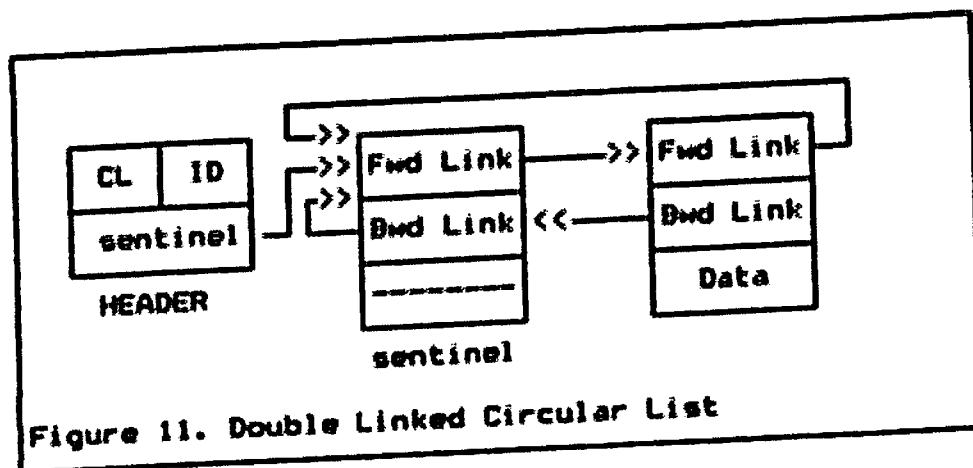 CL ID
sentinel
HEADER
Fwd Link
Bwd Link
---------
sentinel
Fwd Link
Bwd Link
Data
Figure 11. Double Linked Circular List